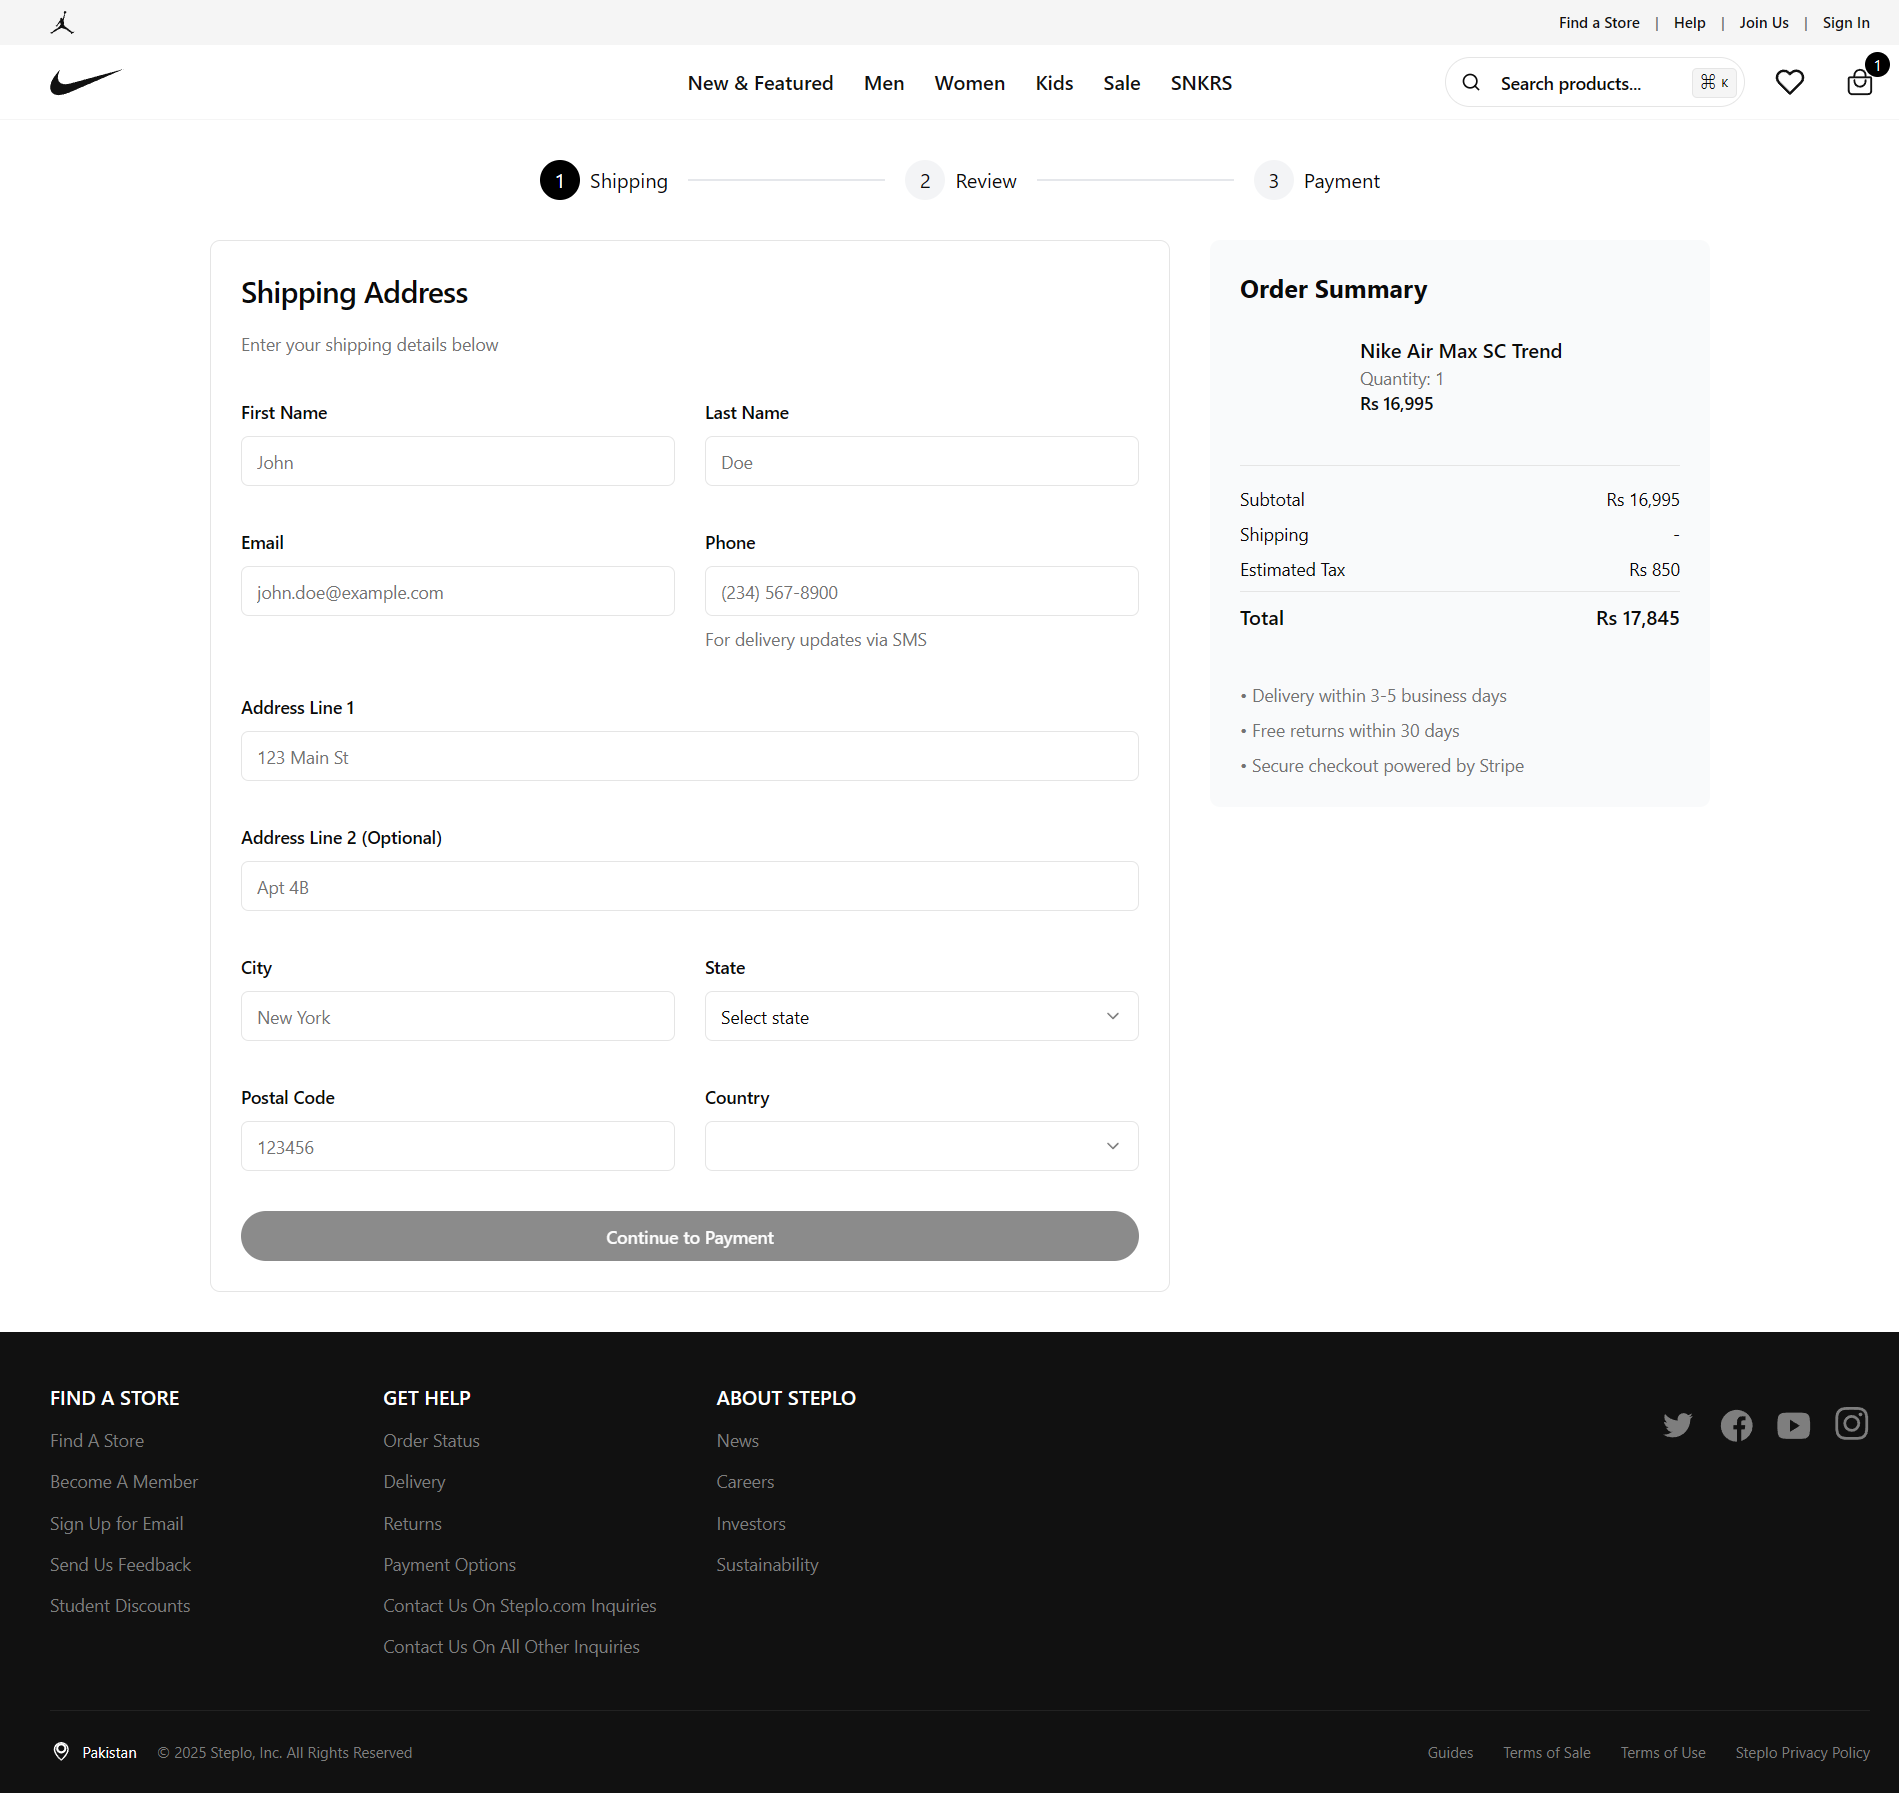 Find a Store | Help | Join Us | Sign In
New & Featured Men Women Kids Sale SNKRS
Search products... ⌘ K
1
1 Shipping 2 Review 3 Payment
Shipping Address
Enter your shipping details below
First Name Last Name
John Doe
Email Phone
john.doe@example.com (234) 567-8900
For delivery updates via SMS
Address Line 1
123 Main St
Address Line 2 (Optional)
Apt 4B
City State
New York Select state
Postal Code Country
123456
Continue to Payment
Order Summary
Nike Air Max SC Trend
Quantity: 1
Rs 16,995
Subtotal Rs 16,995
Shipping -
Estimated Tax Rs 850
Total Rs 17,845
• Delivery within 3-5 business days
• Free returns within 30 days
• Secure checkout powered by Stripe
FIND A STORE
Find A Store
Become A Member
Sign Up for Email
Send Us Feedback
Student Discounts
GET HELP
Order Status
Delivery
Returns
Payment Options
Contact Us On Steplo.com Inquiries
Contact Us On All Other Inquiries
ABOUT STEPLO
News
Careers
Investors
Sustainability
Pakistan © 2025 Steplo, Inc. All Rights Reserved
Guides Terms of Sale Terms of Use Steplo Privacy Policy